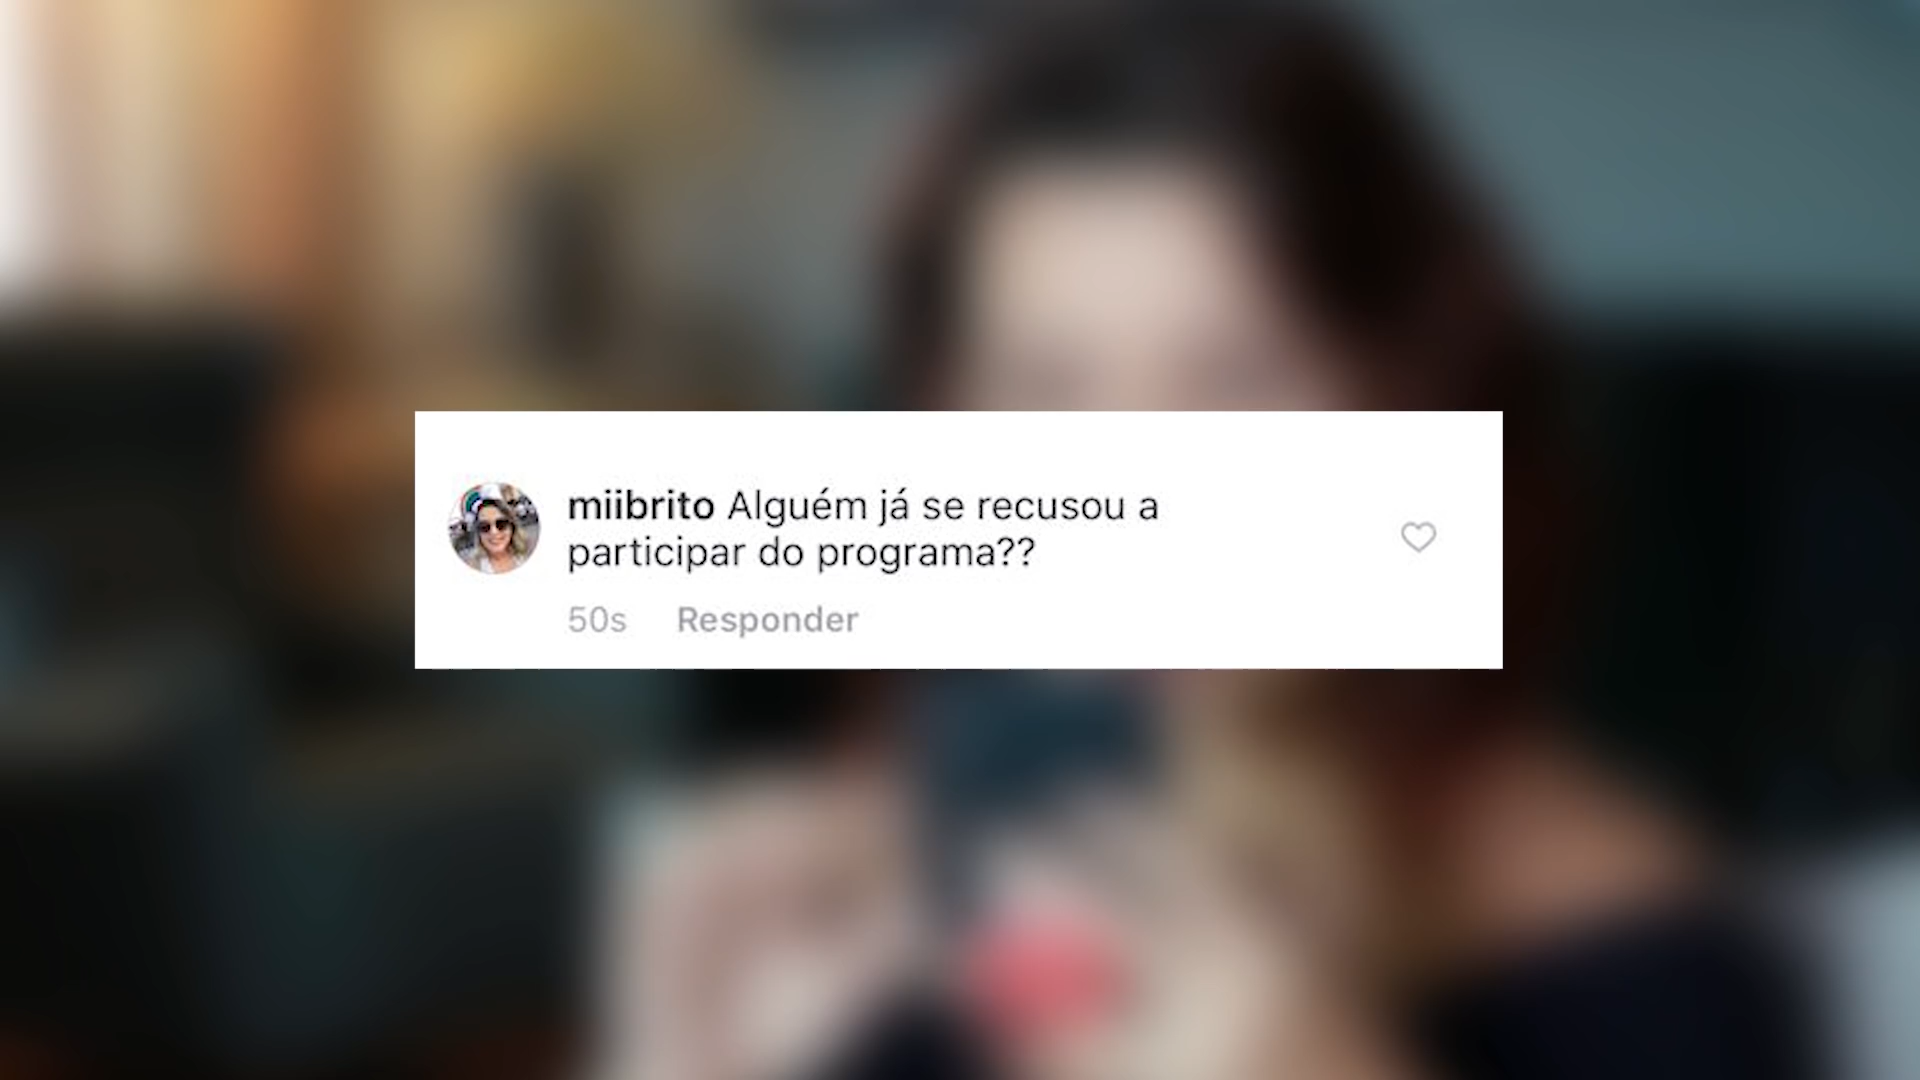 miibrito Alguém já se recusou a
participar do programa??
50s Responder